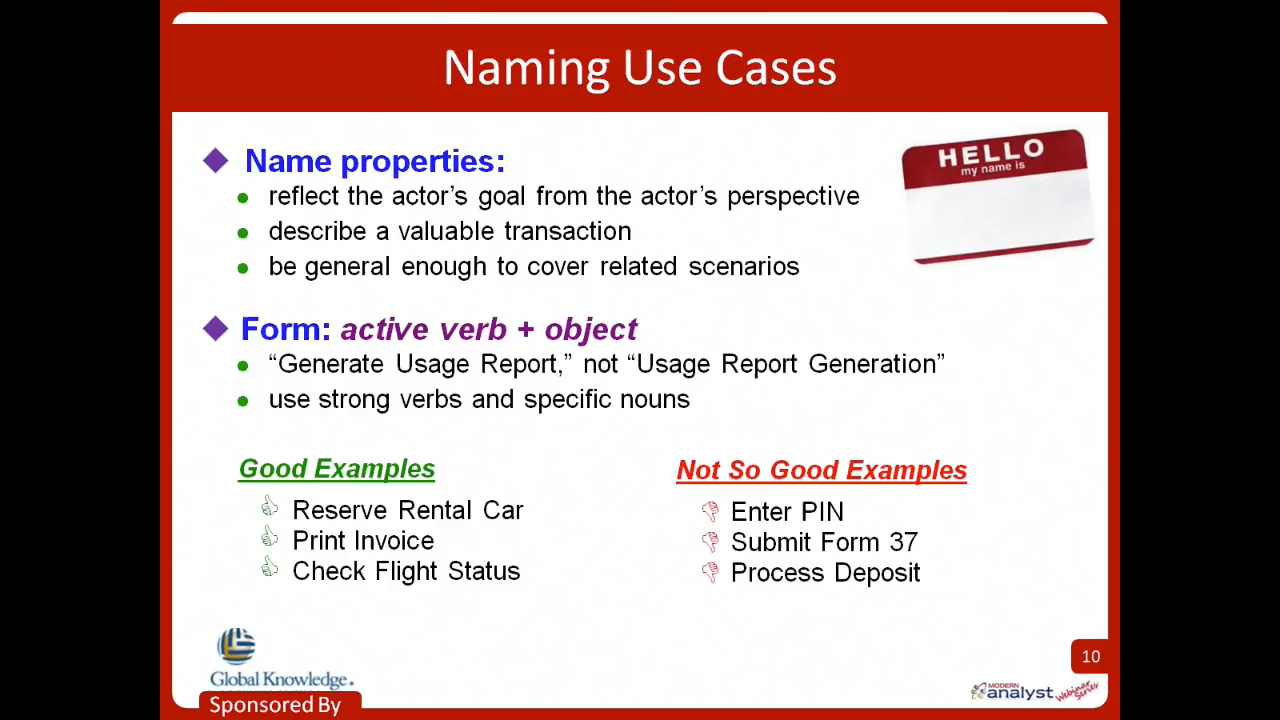 Naming Use Cases
Name properties:
reflect the actor’s goal from the actor’s perspective
describe a valuable transaction
be general enough to cover related scenarios
HELLO
my name is
Form: active verb + object
“Generate Usage Report,” not “Usage Report Generation”
use strong verbs and specific nouns
Good Examples
Reserve Rental Car
Print Invoice
Check Flight Status
Not So Good Examples
Enter PIN
Submit Form 37
Process Deposit
Global Knowledge.
Sponsored By
10
MODERN
analyst Webinar
Series